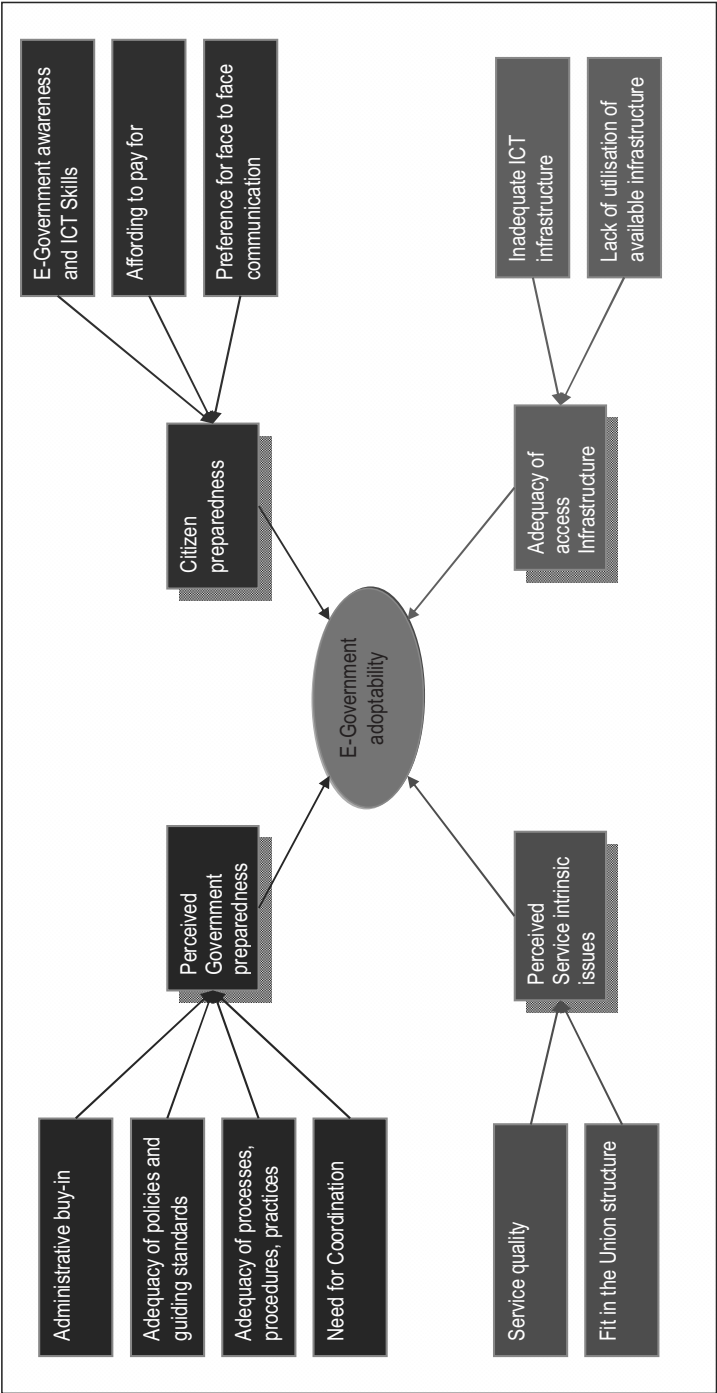 Administrative buy-in
Adequacy of policies and
guiding standards
Adequacy of processes,
procedures, practices
Need for Coordination
Perceived
Government
preparedness
Citizen
preparedness
E-Government awareness
and ICT Skills
Affording to pay for
Preference for face to face
communication
E-Government
adoptability
Service quality
Fit in the Union structure
Perceived
Service intrinsic
issues
Adequacy of
access
Infrastructure
Inadequate ICT
infrastructure
Lack of utilisation of
available infrastructure